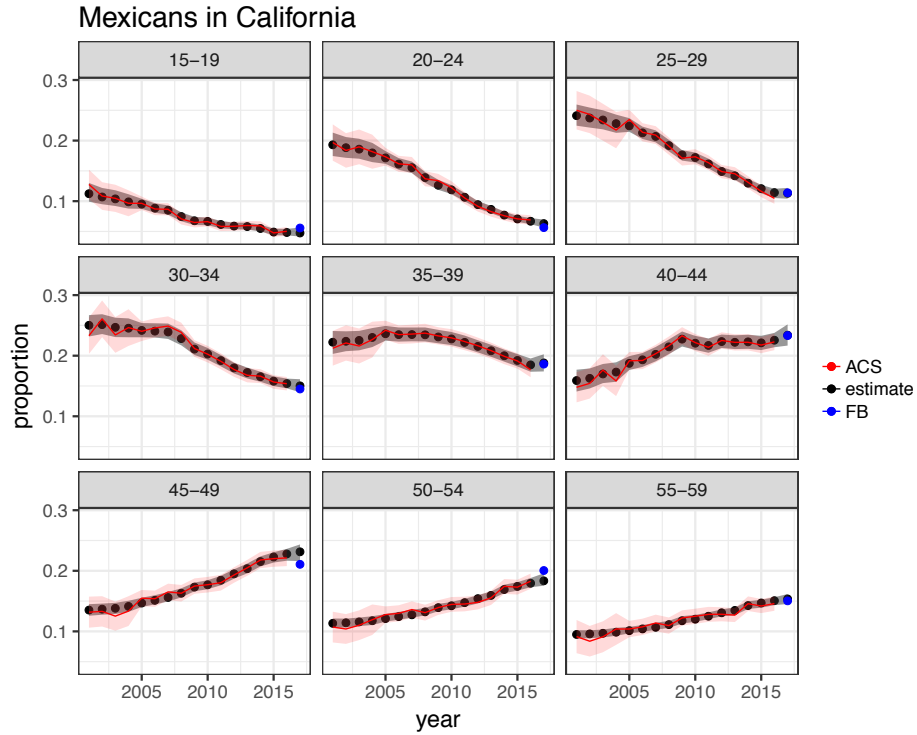 Mexicans in California
15−19 20−24 25−29
0.3
0.2
0.1
30−34 35−39 40−44
0.3
0.2
0.1
45−49 50−54 55−59
0.3
0.2
0.1
2005 2010 2015 2005 2010 2015 2005 2010 2015
year
proportion
ACS
estimate
FB